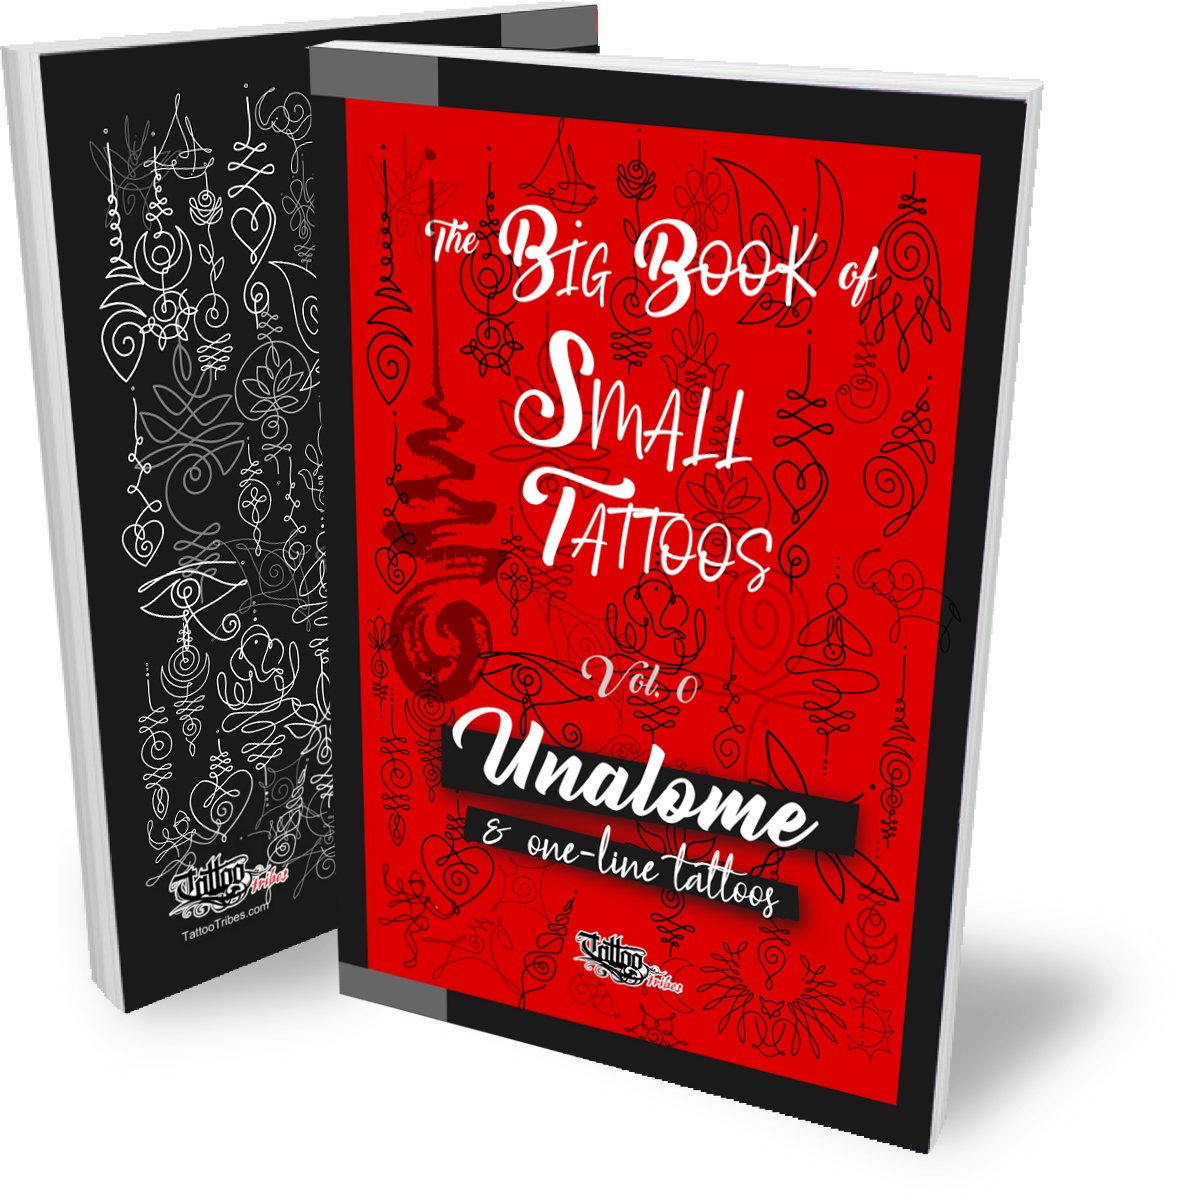 The Big Book of
Small
Tattoos
Vol. 0
Unalome
& one-line tattoos
Tattoo
tribes
Tattoo
tribes
TattooTribes.com